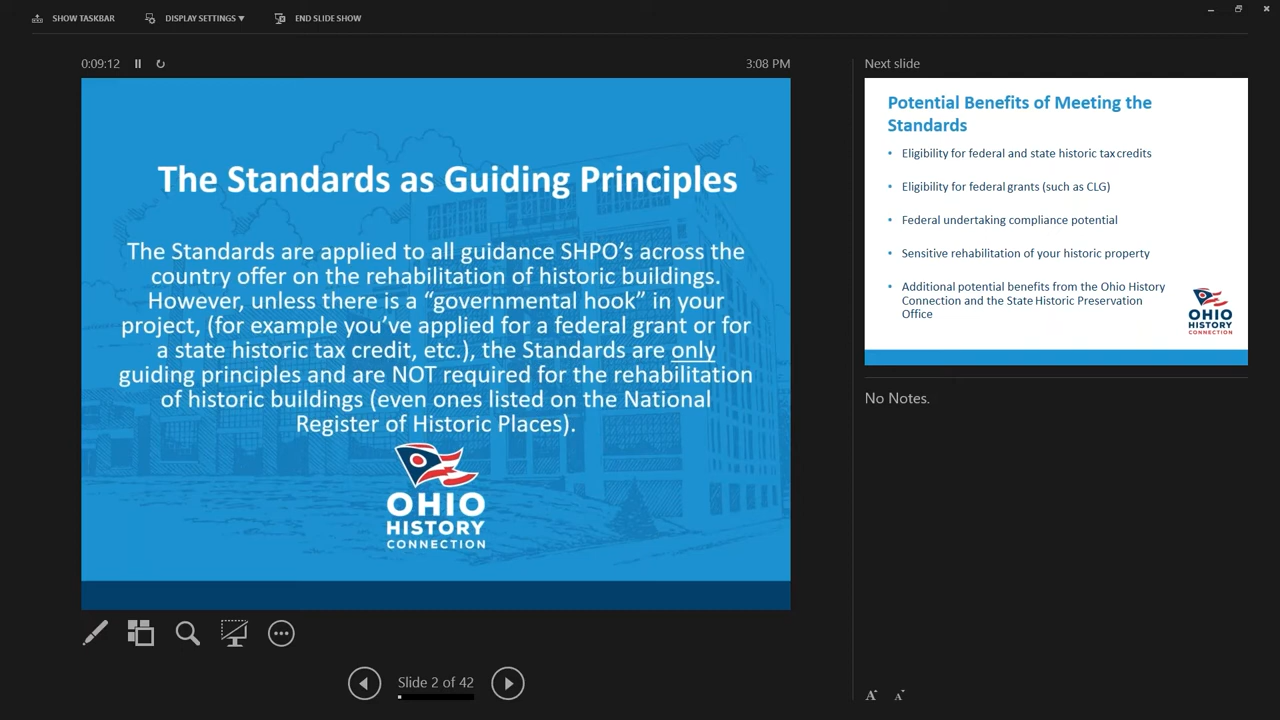 SHOW TASKBAR
DISPLAY SETTINGS ▼
END SLIDE SHOW
0:09:12
3:08 PM
The Standards as Guiding Principles
The Standards are applied to all guidance SHPO's across the
country offer on the rehabilitation of historic buildings.
However, unless there is a “governmental hook” in your
project, (for example you've applied for a federal grant or for
a state historic tax credit, etc.), the Standards are only
guiding principles and are NOT required for the rehabilitation
of historic buildings (even ones listed on the National
Register of Historic Places).
OHIO
HISTORY
CONNECTION
Slide 2 of 42
Next slide
Potential Benefits of Meeting the
Standards
• Eligibility for federal and state historic tax credits
• Eligibility for federal grants (such as CLG)
• Federal undertaking compliance potential
• Sensitive rehabilitation of your historic property
• Additional potential benefits from the Ohio History
Connection and the State Historic Preservation
Office
OHIO
HISTORY
CONNECTION
No Notes.
A A